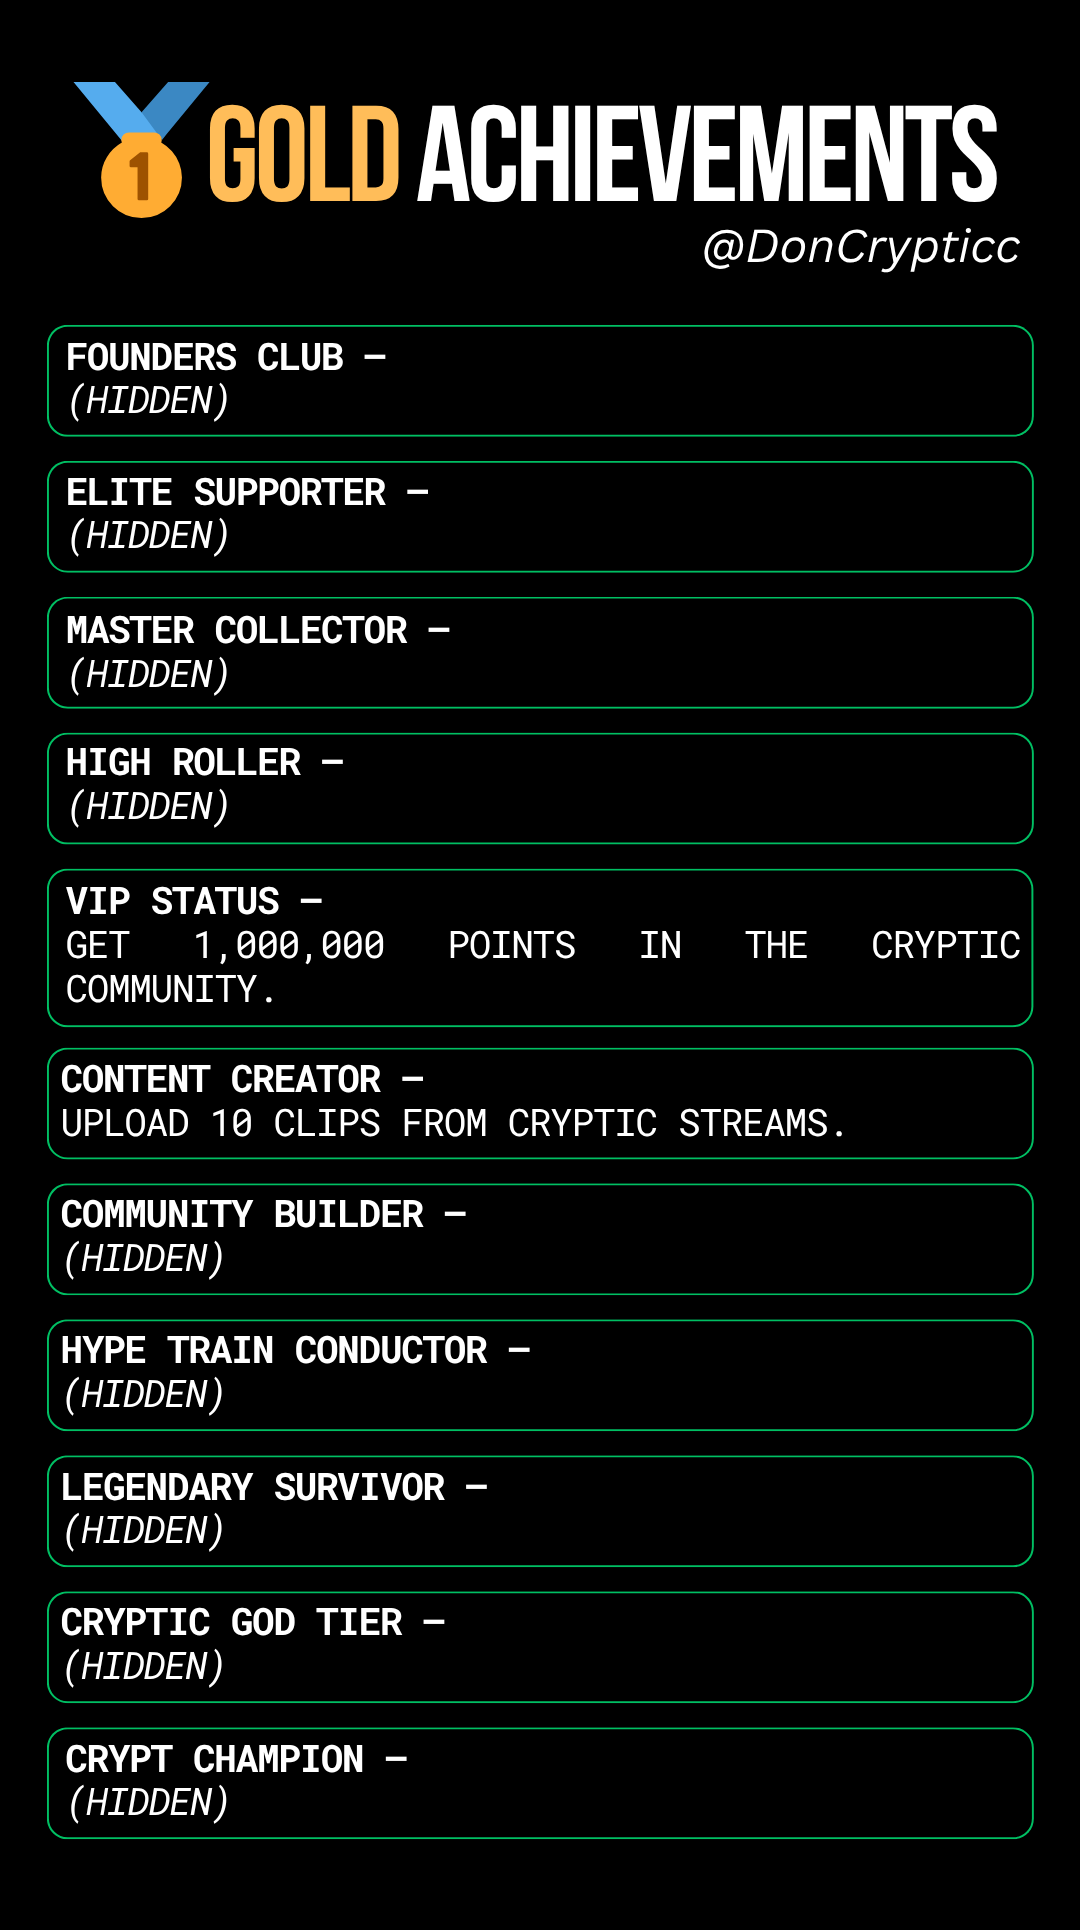 1 GOLD ACHIEVEMENTS
@DonCrypticc
FOUNDERS CLUB –
(HIDDEN)
ELITE SUPPORTER –
(HIDDEN)
MASTER COLLECTOR –
(HIDDEN)
HIGH ROLLER –
(HIDDEN)
VIP STATUS –
GET 1,000,000 POINTS IN THE CRYPTIC
COMMUNITY.
CONTENT CREATOR –
UPLOAD 10 CLIPS FROM CRYPTIC STREAMS.
COMMUNITY BUILDER –
(HIDDEN)
HYPE TRAIN CONDUCTOR –
(HIDDEN)
LEGENDARY SURVIVOR –
(HIDDEN)
CRYPTIC GOD TIER –
(HIDDEN)
CRYPT CHAMPION –
(HIDDEN)